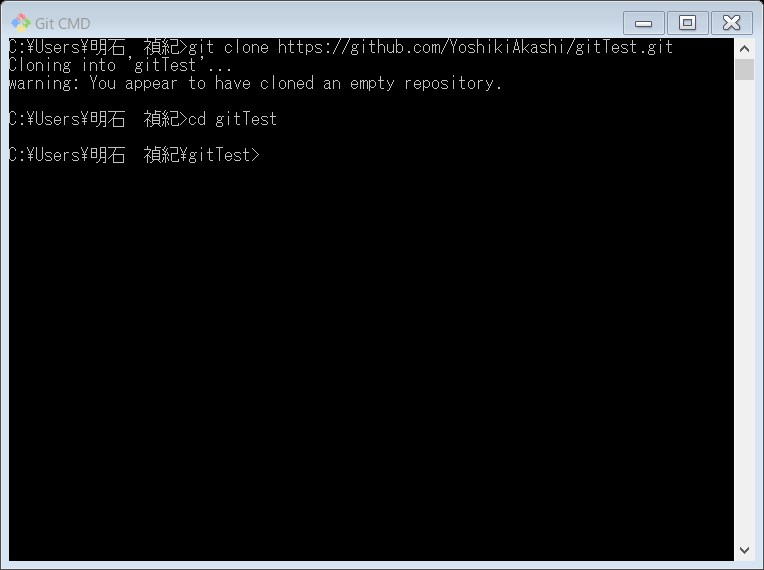 Git CMD
C:¥Users¥明石　禎紀>git clone https://github.com/YoshikiAkashi/gitTest.git
Cloning into 'gitTest'...
warning: You appear to have cloned an empty repository.
C:¥Users¥明石　禎紀>cd gitTest
C:¥Users¥明石　禎紀¥gitTest>